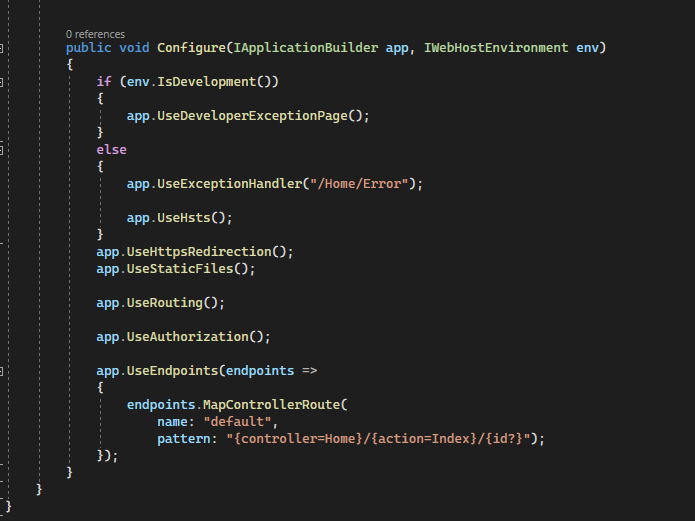 0 references
public void Configure(IApplicationBuilder app, IWebHostEnvironment env)
{
if (env.IsDevelopment())
{
app.UseDeveloperExceptionPage();
}
else
{
app.UseExceptionHandler("/Home/Error");
app.UseHsts();
}
app.UseHttpsRedirection();
app.UseStaticFiles();
app.UseRouting();
app.UseAuthorization();
app.UseEndpoints(endpoints =>
{
endpoints.MapControllerRoute(
name: "default",
pattern: "{controller=Home}/{action=Index}/{id?}");
});
}
}
}